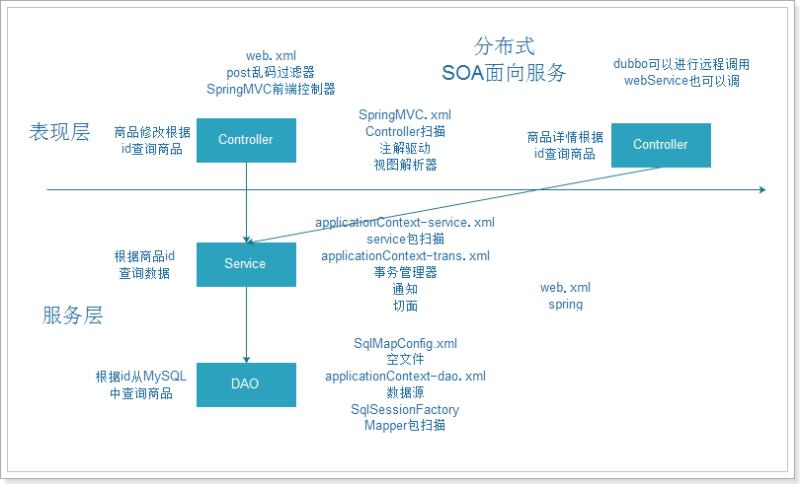 分布式
SOA面向服务
web.xml
post乱码过滤器
SpringMVC前端控制器
dubbo可以进行远程调用
webService也可以调
表现层
商品修改根据
id查询商品
Controller
SpringMVC.xml
Controller扫描
注解驱动
视图解析器
商品详情根据
id查询商品
Controller
根据商品id
查询数据
Service
applicationContext-service.xml
service包扫描
applicationContext-trans.xml
事务管理器
通知
切面
web.xml
spring
服务层
根据id从MySQL
中查询商品
DAO
SqlMapConfig.xml
空文件
applicationContext-dao.xml
数据源
SqlSessionFactory
Mapper包扫描